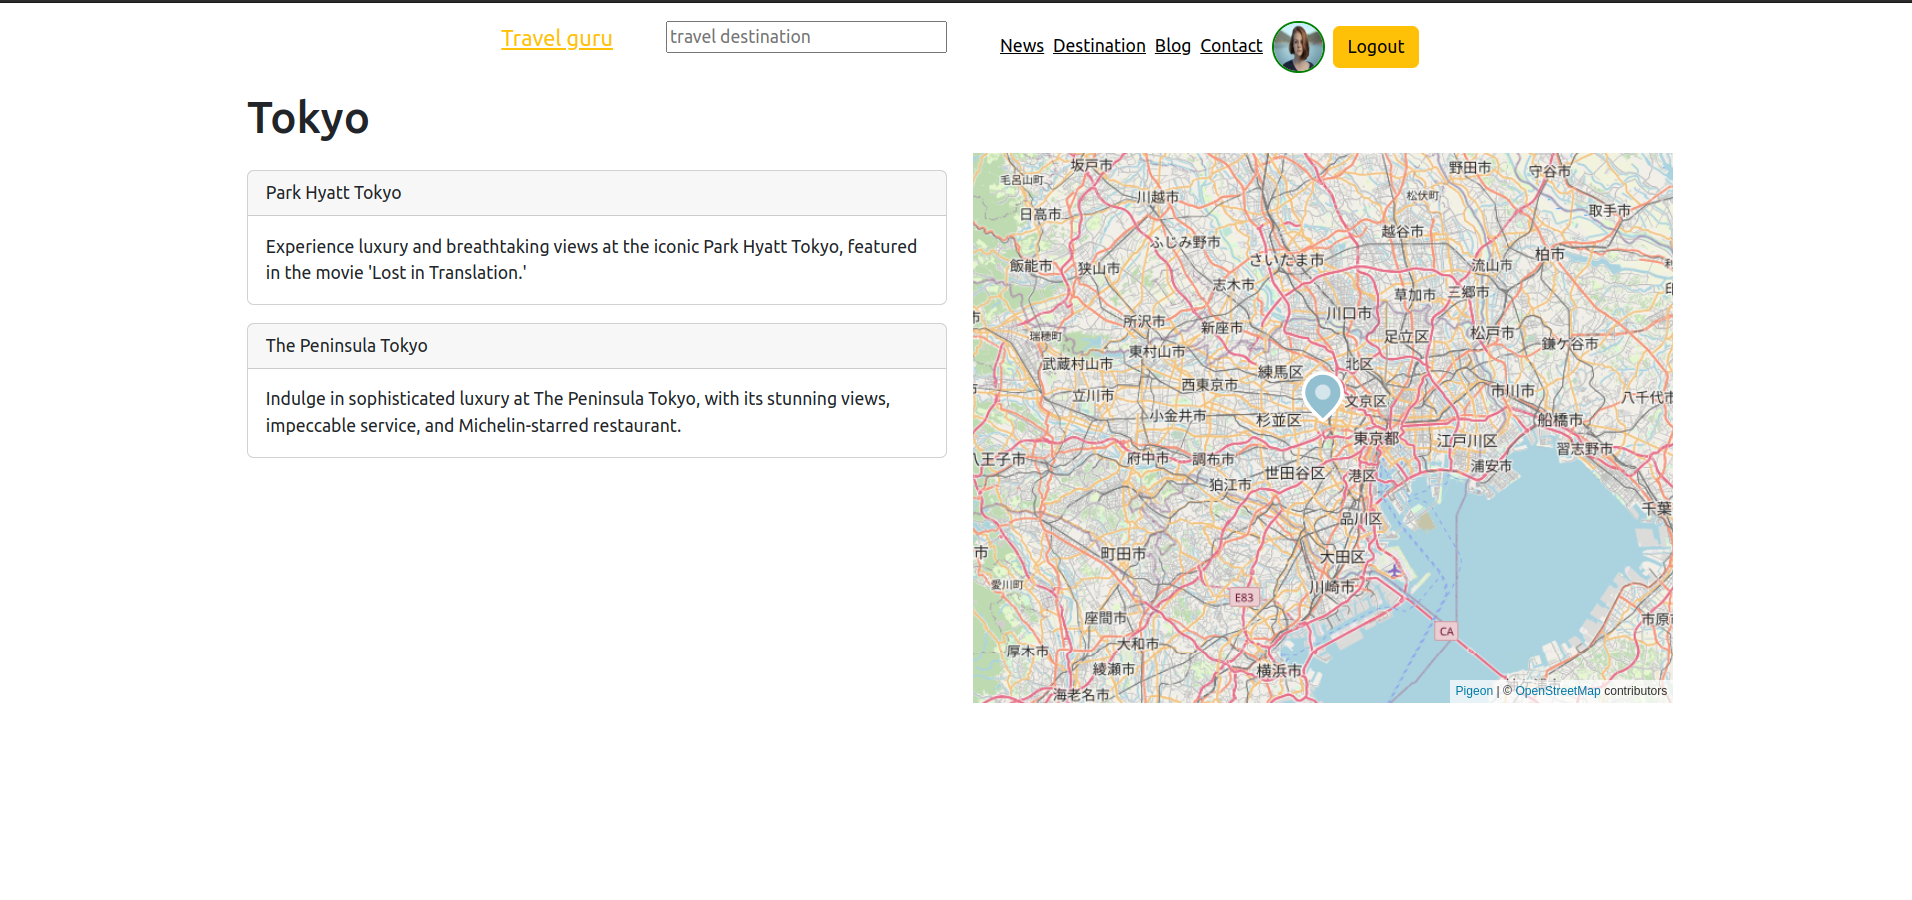 Travel guru
travel destination
News Destination Blog Contact
Logout
Tokyo
Park Hyatt Tokyo
Experience luxury and breathtaking views at the iconic Park Hyatt Tokyo, featured
in the movie 'Lost in Translation.'
The Peninsula Tokyo
Indulge in sophisticated luxury at The Peninsula Tokyo, with its stunning views,
impeccable service, and Michelin-starred restaurant.
坂戸市
野田市
守谷市
毛呂山町
川越市
松伏町
日高市
取手市
ふじみ野市
越谷市
さいたま市
柏市
飯能市
狭山市
流山市
志木市
草加市
三郷市
川口市
所沢市
新座市
瑞穂町
足立区
松戸市
鎌ケ谷市
東村山市
武蔵村山市
練馬区
北区
西東京市
立川市
市川市
八千代市
文京区
小金井市
杉並区
船橋市
東京都
江戸川区
習志野市
八王子市
府中市
調布市
世田谷区
港区
浦安市
狛江市
千葉
品川区
市
町田市
大田区
愛川町
川崎市
E83
座間市
市原市
CA
大和市
厚木市
綾瀬市
横浜市
海老名市
Pigeon | © OpenStreetMap contributors